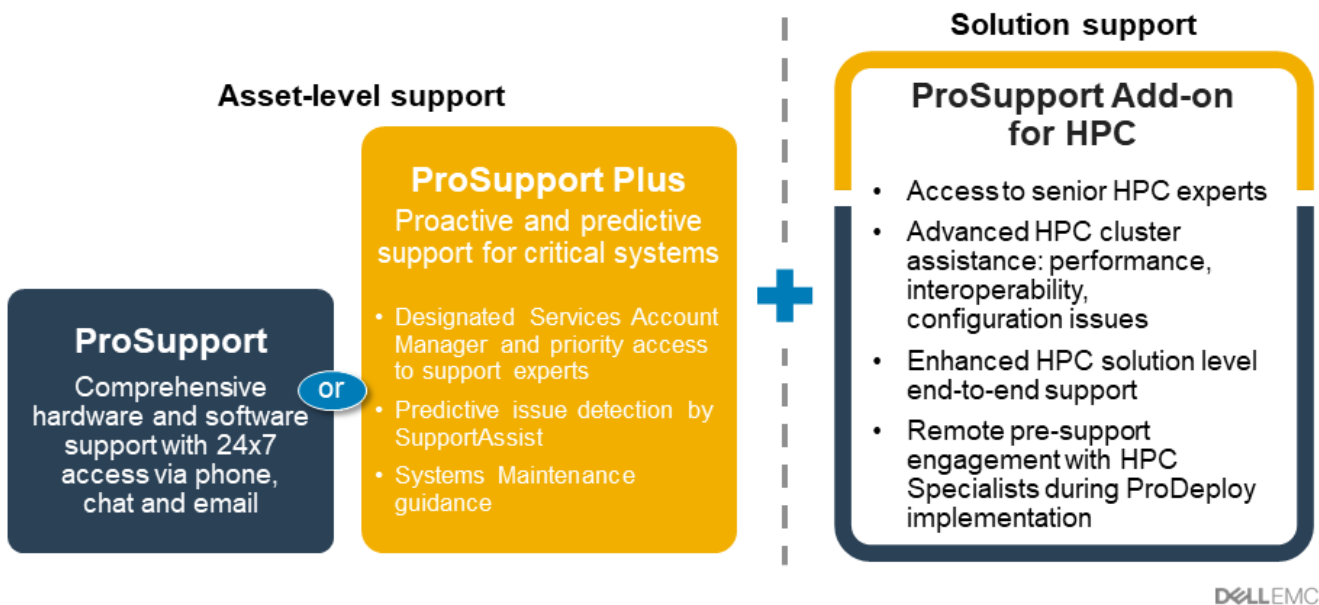 Asset-level support
ProSupport
Comprehensive
hardware and software
support with 24x7
access via phone,
chat and email
or
ProSupport Plus
Proactive and predictive
support for critical systems
• Designated Services Account
Manager and priority access
to support experts
• Predictive issue detection by
SupportAssist
• Systems Maintenance
guidance
Solution support
ProSupport Add-on
for HPC
• Access to senior HPC experts
• Advanced HPC cluster
assistance: performance,
interoperability,
configuration issues
• Enhanced HPC solution level
end-to-end support
• Remote pre-support
engagement with HPC
Specialists during ProDeploy
implementation
DELLEMC